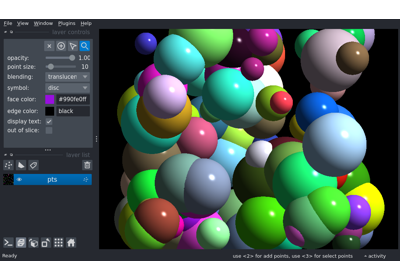 File View Window Plugins Help
layer controls
opacity: 1.00
point size: 10
blending: translucen
symbol: disc
face color: #990fe0ff
edge color: black
display text:
out of slice:
layer list
pts
Ready
use <2> for add points, use <3> for select points
activity